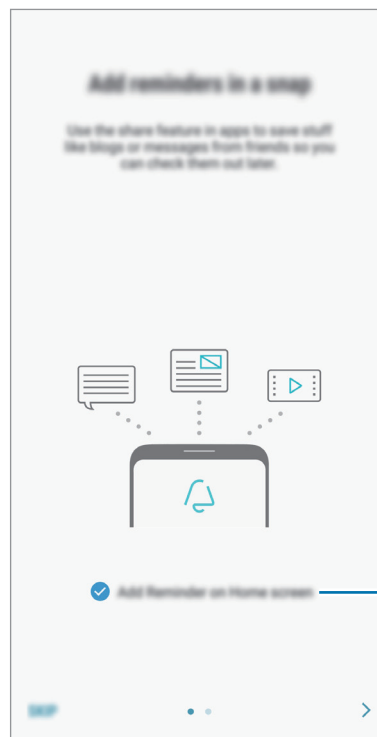 Add reminders in a snap
Use the share feature in apps to save stuff
like blogs or messages from friends so you
can check them out later.
Add Reminder on Home screen
SKIP